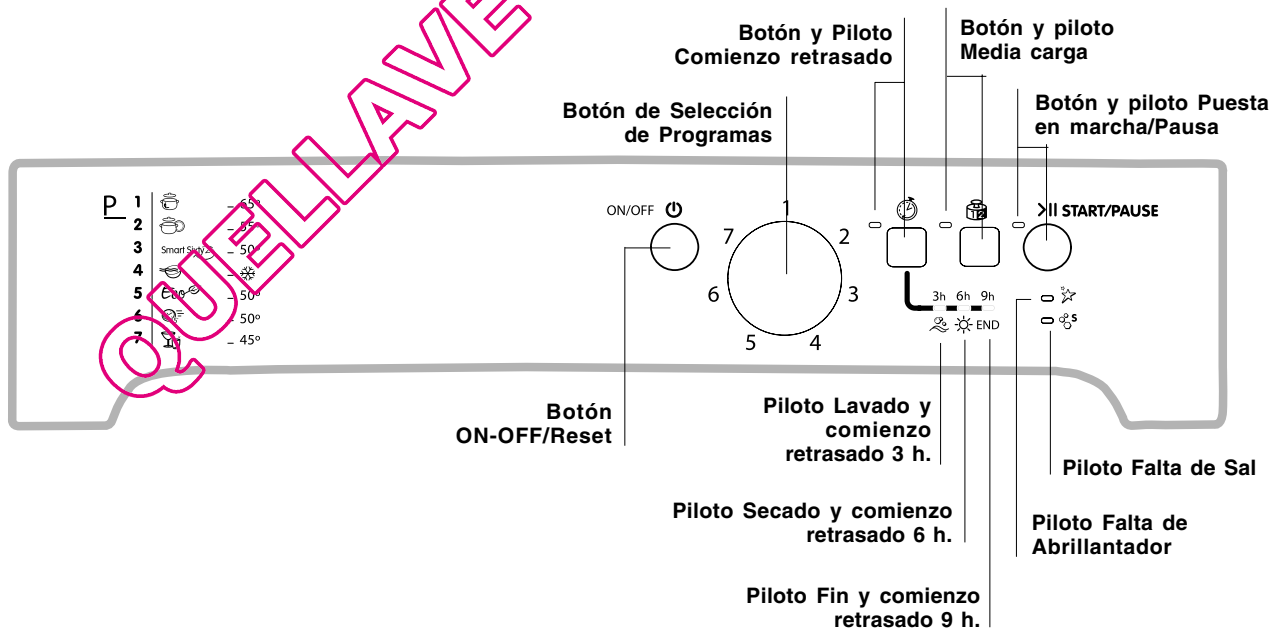 Botón y Piloto
Comienzo retrasado
Botón y piloto
Media carga
Botón de Selección
de Programas
Botón y piloto Puesta
en marcha/Pausa
QUELLAVE
P
1 65°
2 55°
3 Smart Sixty 50°
4
5 Eco 50°
6 50°
7 45°
ON/OFF
1
2
3
4
5
6
7
START/PAUSE
3h 6h 9h
END
S
Botón
ON-OFF/Reset
Piloto Lavado y
comienzo
retrasado 3 h.
Piloto Secado y comienzo
retrasado 6 h.
Piloto Fin y comienzo
retrasado 9 h.
Piloto Falta de Sal
Piloto Falta de
Abrillantador